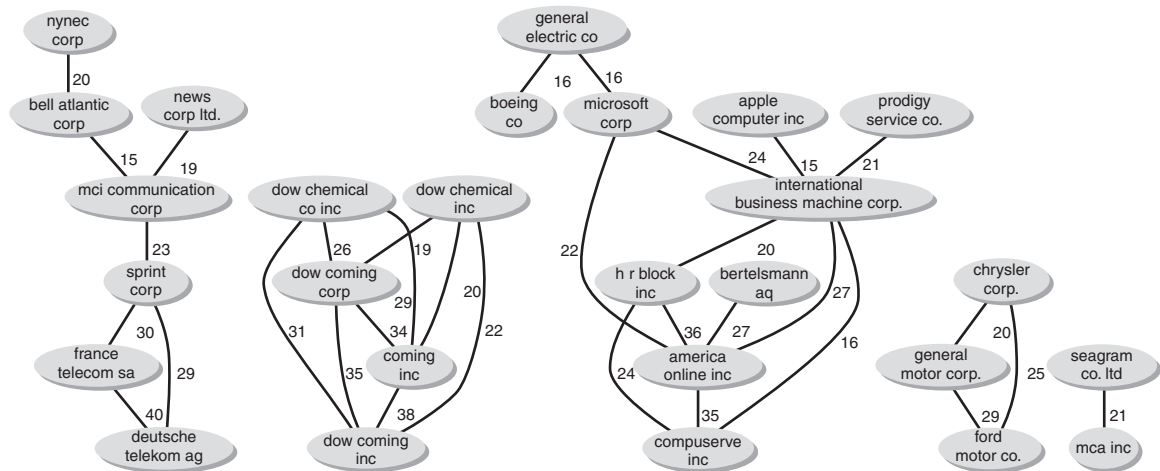 nynec
corp
20
bell atlantic
corp
news
corp ltd.
15
19
mci communication
corp
23
sprint
corp
30
france
telecom sa
29
40
deutsche
telekom ag
dow chemical
co inc
dow chemical
inc
26
19
dow coming
corp
29
20
31
34
22
coming
inc
35
38
dow coming
inc
general
electric co
16
16
boeing
co
microsoft
corp
apple
computer inc
prodigy
service co.
24
15
21
international
business machine corp.
22
20
h r block
inc
bertelsmann
aq
27
36
27
16
america
online inc
24
35
compuserve
inc
chrysler
corp.
20
general
motor corp.
25
29
ford
motor co.
seagram
co. ltd
21
mca inc